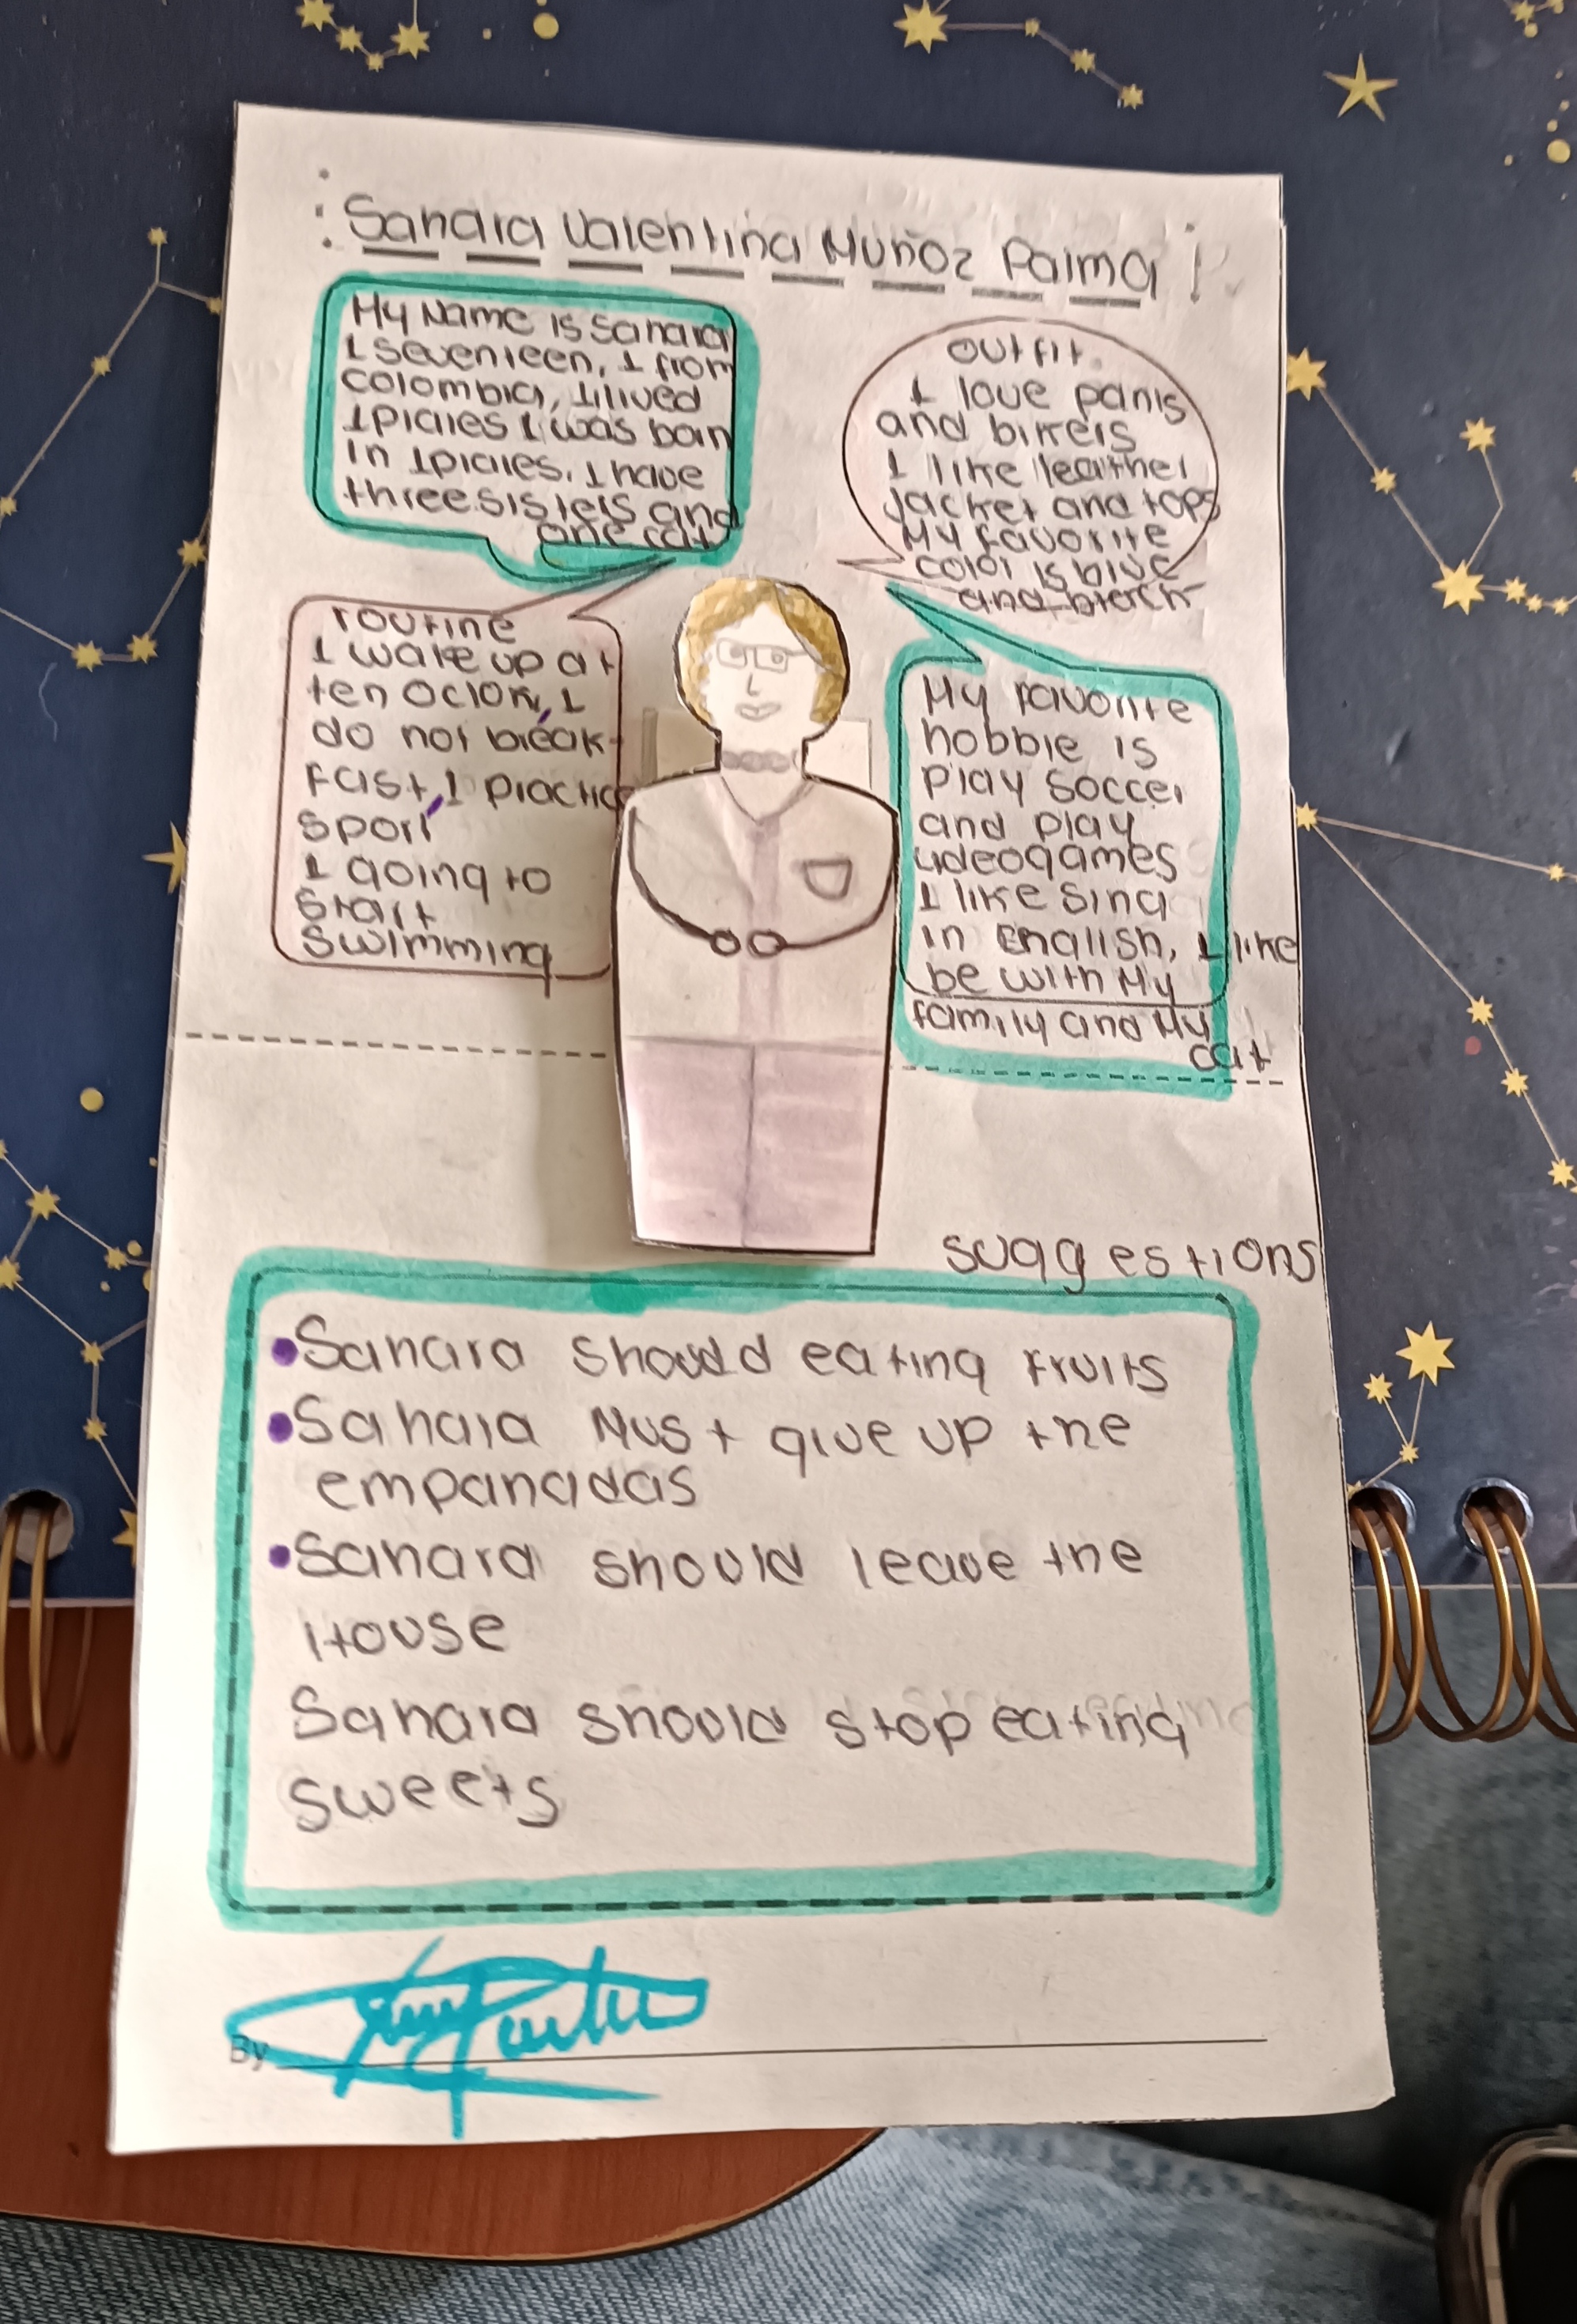 Sahara Valentina Muñoz Palma
My Name is Sahara
I seventeen, I from
colombia, I lived
Ipiales I was born
In Ipiales. I have
three sisters and
one cat
outfit.
I love pants
and bikers
I like leather
Jacket and tops
My favorite
color is blue
and black
routine
I wake up at
ten oclok, I
do not break-
fast, I practice
sport
I going to
start
swimming
My favorite
hobbie is
play soccer
and play
videogames
I like sing
in English, I like
be with My
family and My
cat
suggestions
•Sahara should eating fruits
•Sahara Must give up the
empanadas
•Sahara should leave the
House
Sahara should stop eating
sweets
By